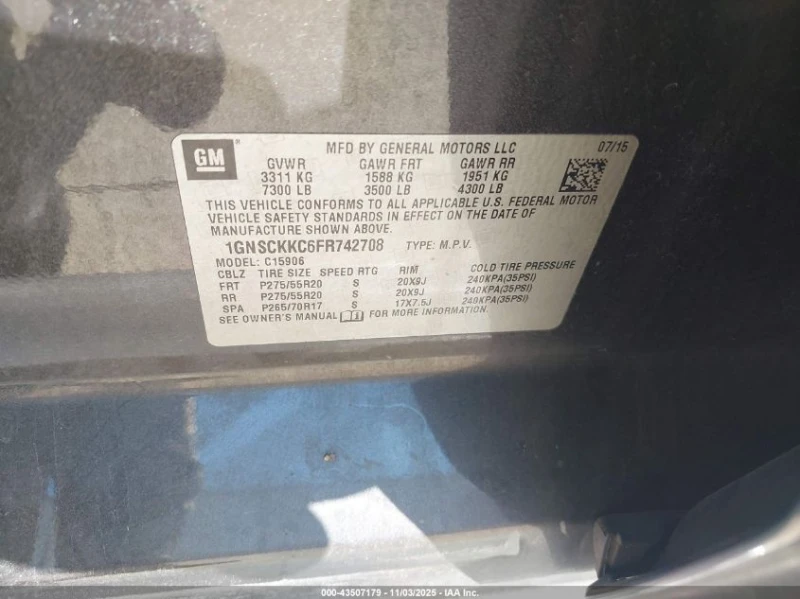 GM
MFD BY GENERAL MOTORS LLC 07/15
GVWR GAWR FRT GAWR RR
3311 KG 1588 KG 1951 KG
7300 LB 3500 LB 4300 LB
THIS VEHICLE CONFORMS TO ALL APPLICABLE U.S. FEDERAL MOTOR
VEHICLE SAFETY STANDARDS IN EFFECT ON THE DATE OF
MANUFACTURE SHOWN ABOVE.
1GNSCKKC6FR742708 TYPE: M.P.V.
MODEL: C15906
CBLZ TIRE SIZE SPEED RTG RIM COLD TIRE PRESSURE
FRT P275/55R20 S 20X9J 240KPA(35PSI)
RR P275/55R20 S 20X9J 240KPA(35PSI)
SPA P265/70R17 S 17X7.5J 240KPA(35PSI)
SEE OWNER'S MANUAL FOR MORE INFORMATION.
000-43507179 - 11/03/2025 - IAA Inc.